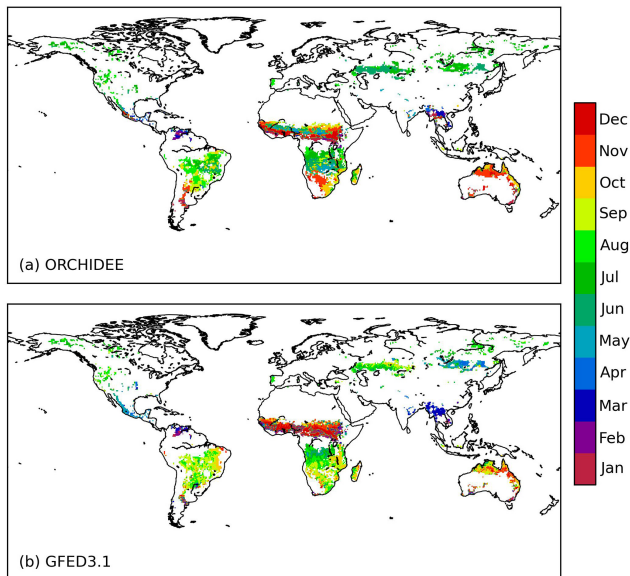 (a) ORCHIDEE
(b) GFED3.1
Dec
Nov
Oct
Sep
Aug
Jul
Jun
May
Apr
Mar
Feb
Jan